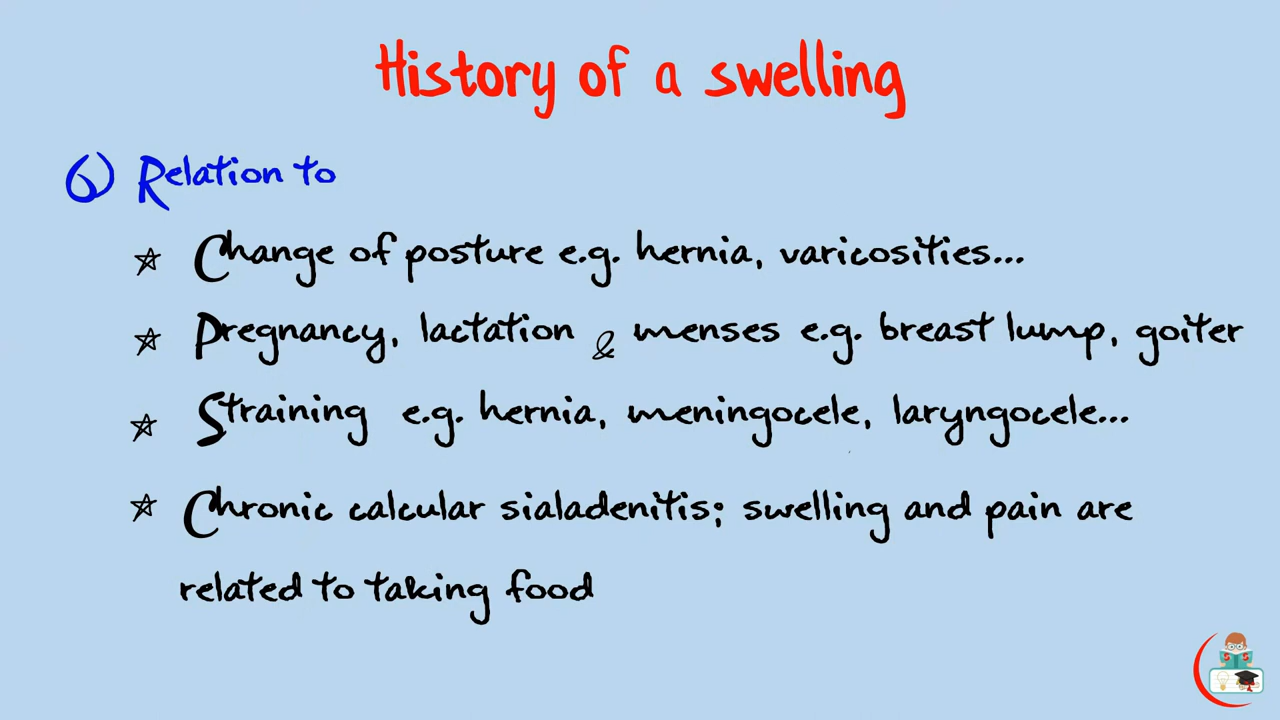 History of a swelling
6) Relation to
☆ Change of posture e.g. hernia, varicosities...
☆ Pregnancy, lactation & menses e.g. breast lump, goiter
☆ Straining e.g. hernia, meningocele, laryngocele...
☆ Chronic calcular sialadenitis; swelling and pain are
related to taking food